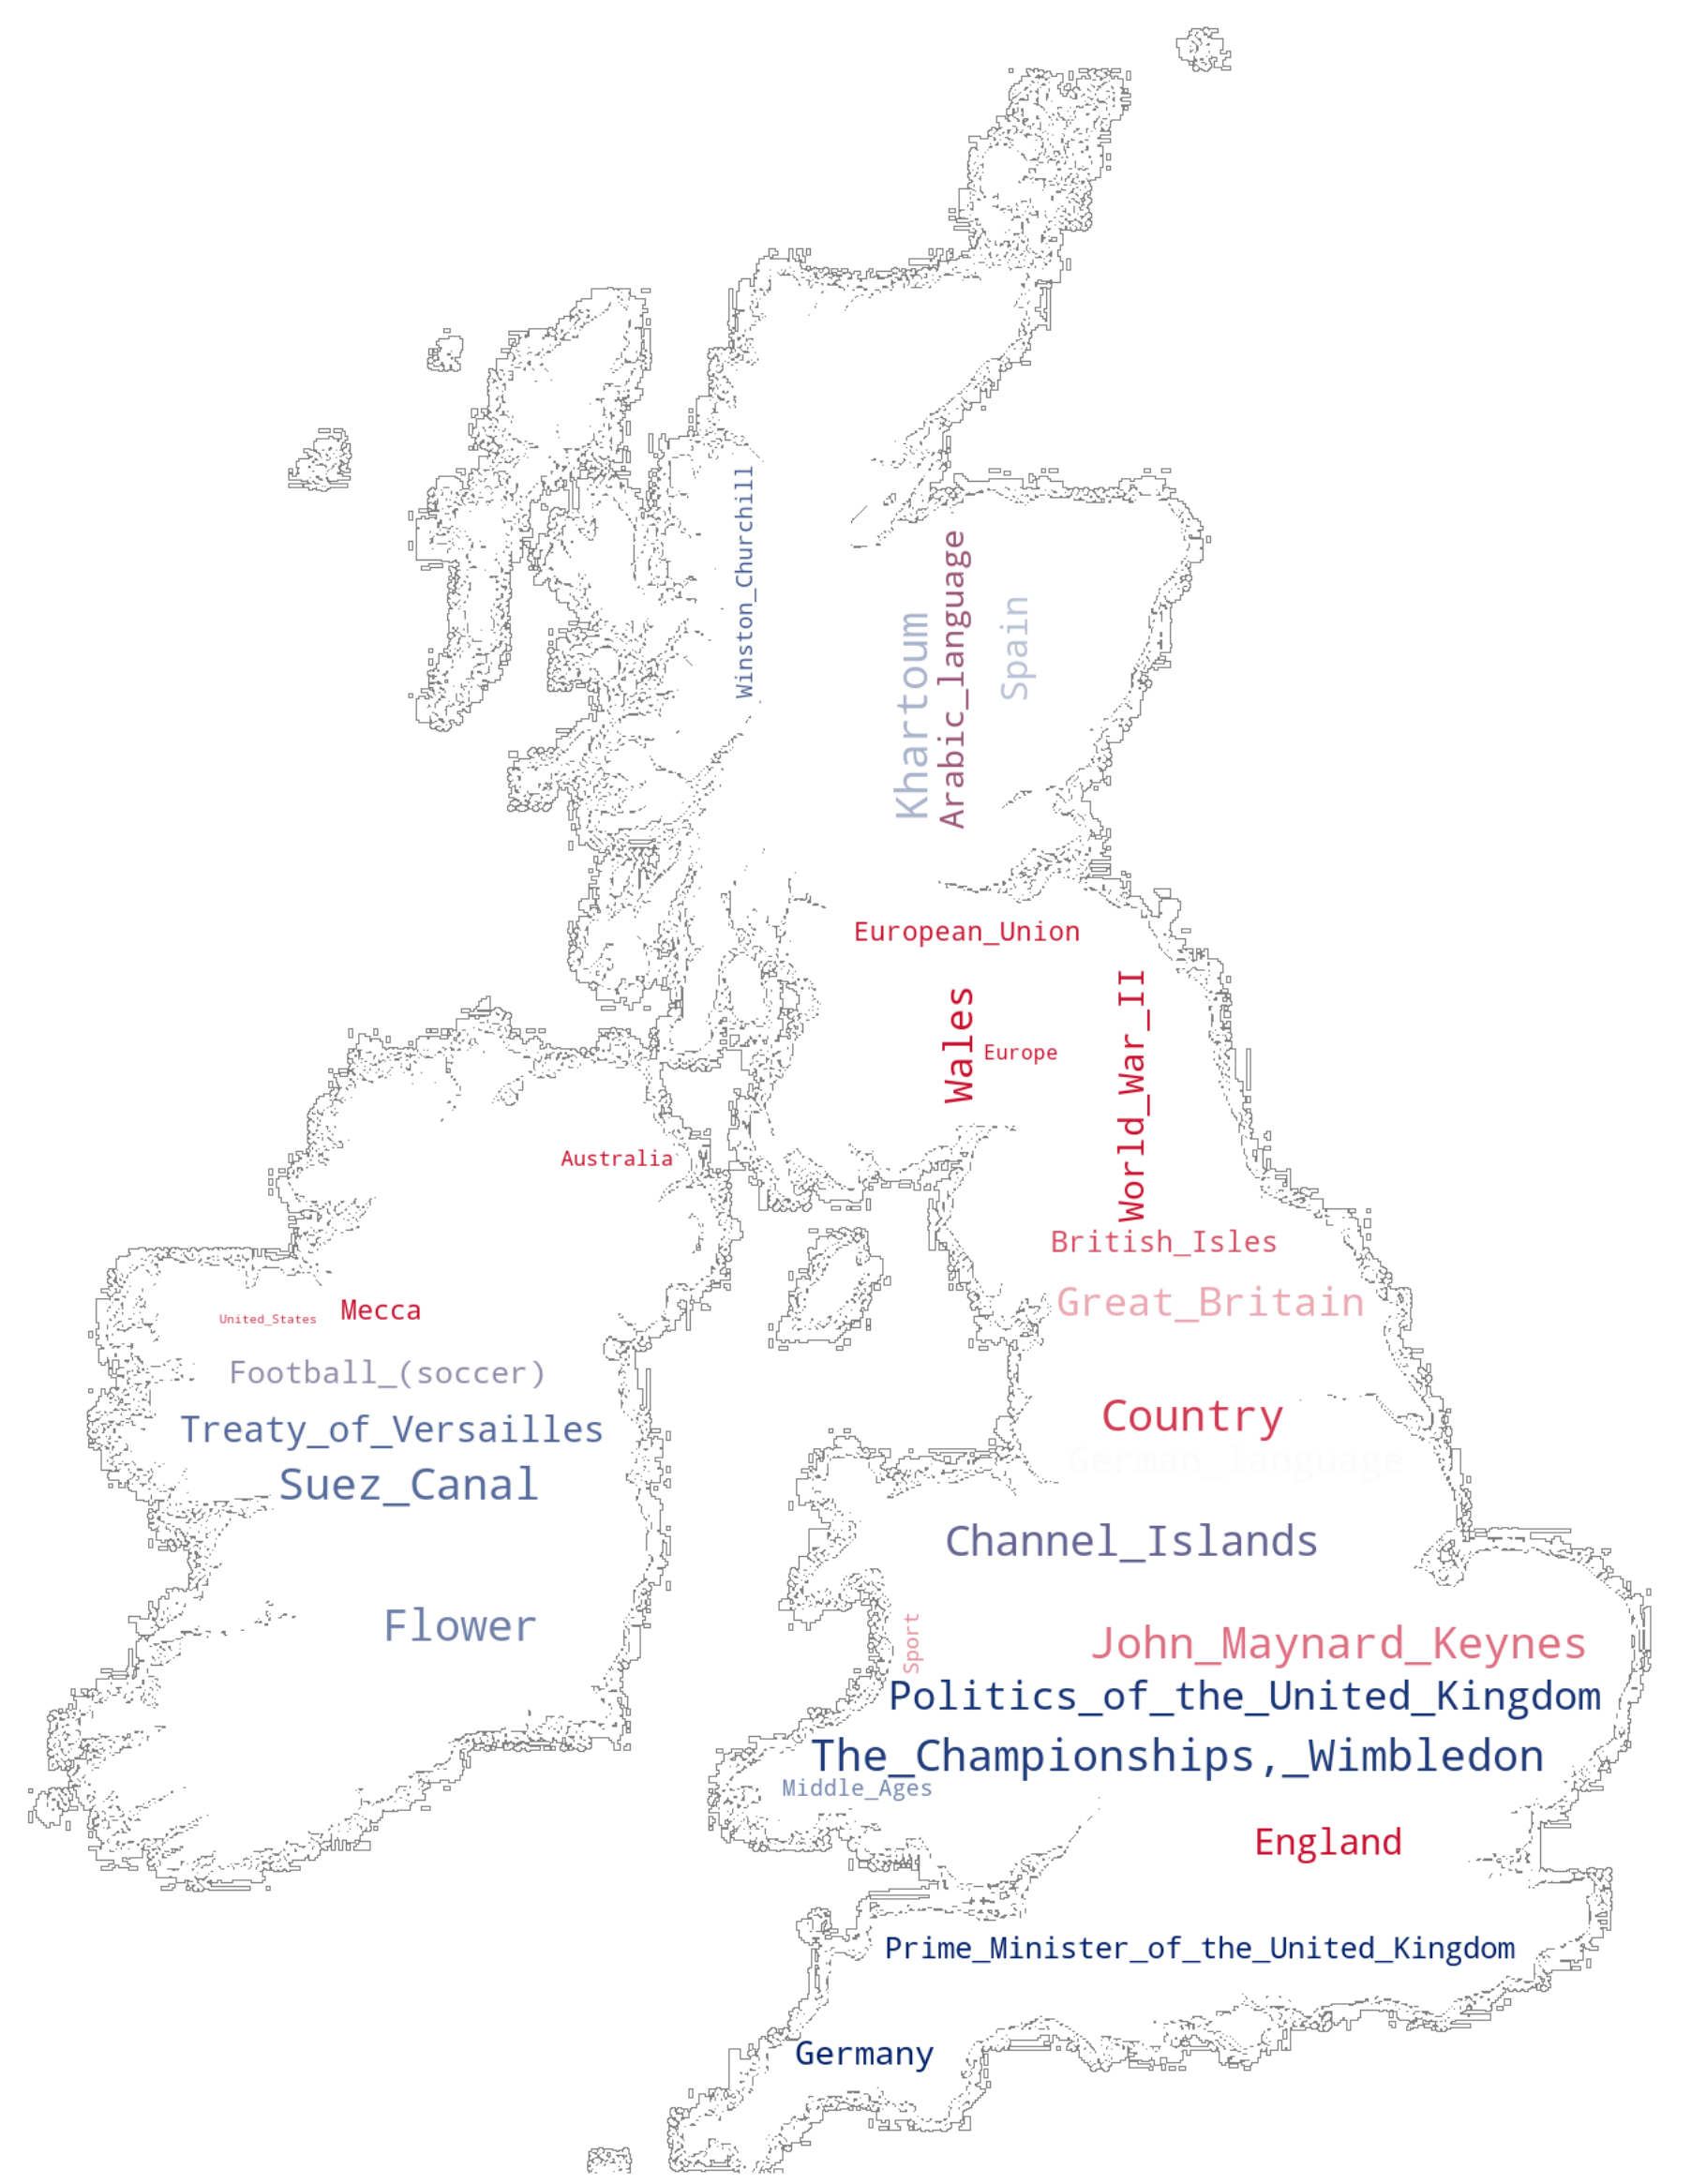 Winston_Churchill
Khartoum
Arabic_language
Spain
European_Union
Wales
Europe
World_War_II
Australia
British_Isles
Great_Britain
United_States
Mecca
Football_(soccer)
Country
Treaty_of_Versailles
German_language
Suez_Canal
Channel_Islands
Flower
Sport
John_Maynard_Keynes
Politics_of_the_United_Kingdom
The_Championships,_Wimbledon
Middle_Ages
England
Prime_Minister_of_the_United_Kingdom
Germany